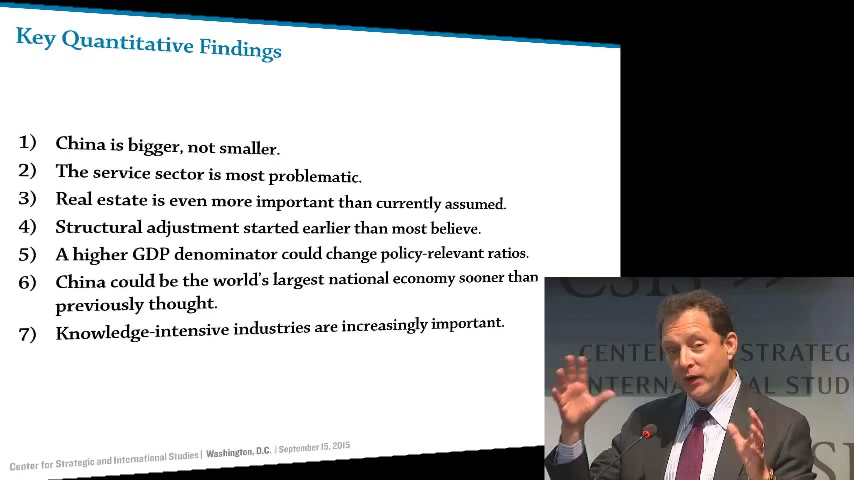 Key Quantitative Findings
1) China is bigger, not smaller.
2) The service sector is most problematic.
3) Real estate is even more important than currently assumed.
4) Structural adjustment started earlier than most believe.
5) A higher GDP denominator could change policy-relevant ratios.
6) China could be the world's largest national economy sooner than
previously thought.
7) Knowledge-intensive industries are increasingly important.
Center for Strategic and International Studies | Washington, D.C. | September 15, 2015
CSIS
CENTE STRATEG
NTERNA AL STUD